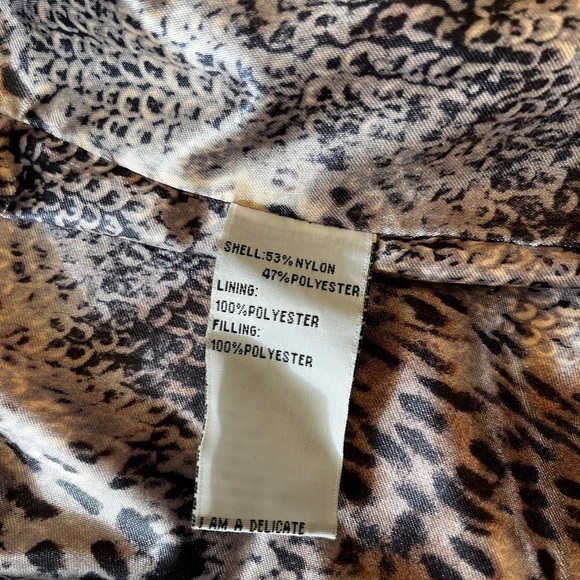 SHELL:53%NYLON
47%POLYESTER
LINING:
100%POLYESTER
FILLING:
100%POLYESTER
I AM A DELICATE